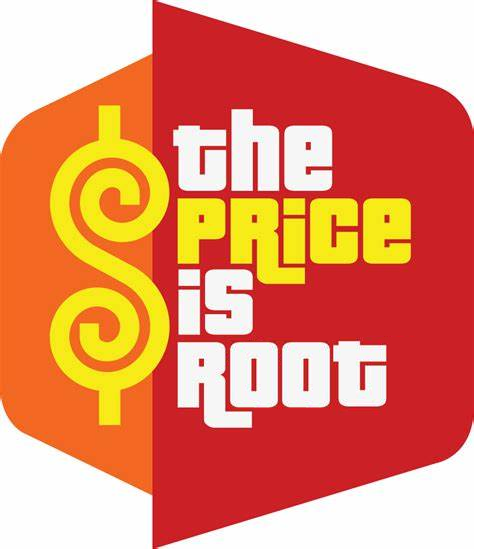 the
PRiCe
is
ROOt